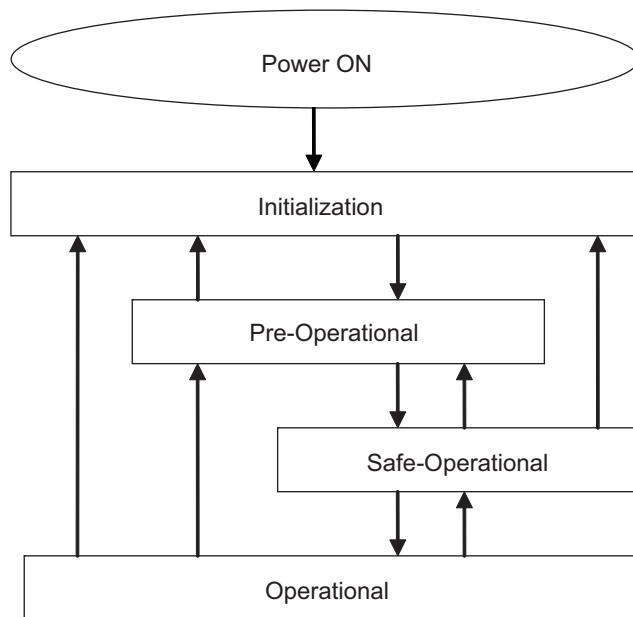 Power ON
Initialization
Pre-Operational
Safe-Operational
Operational